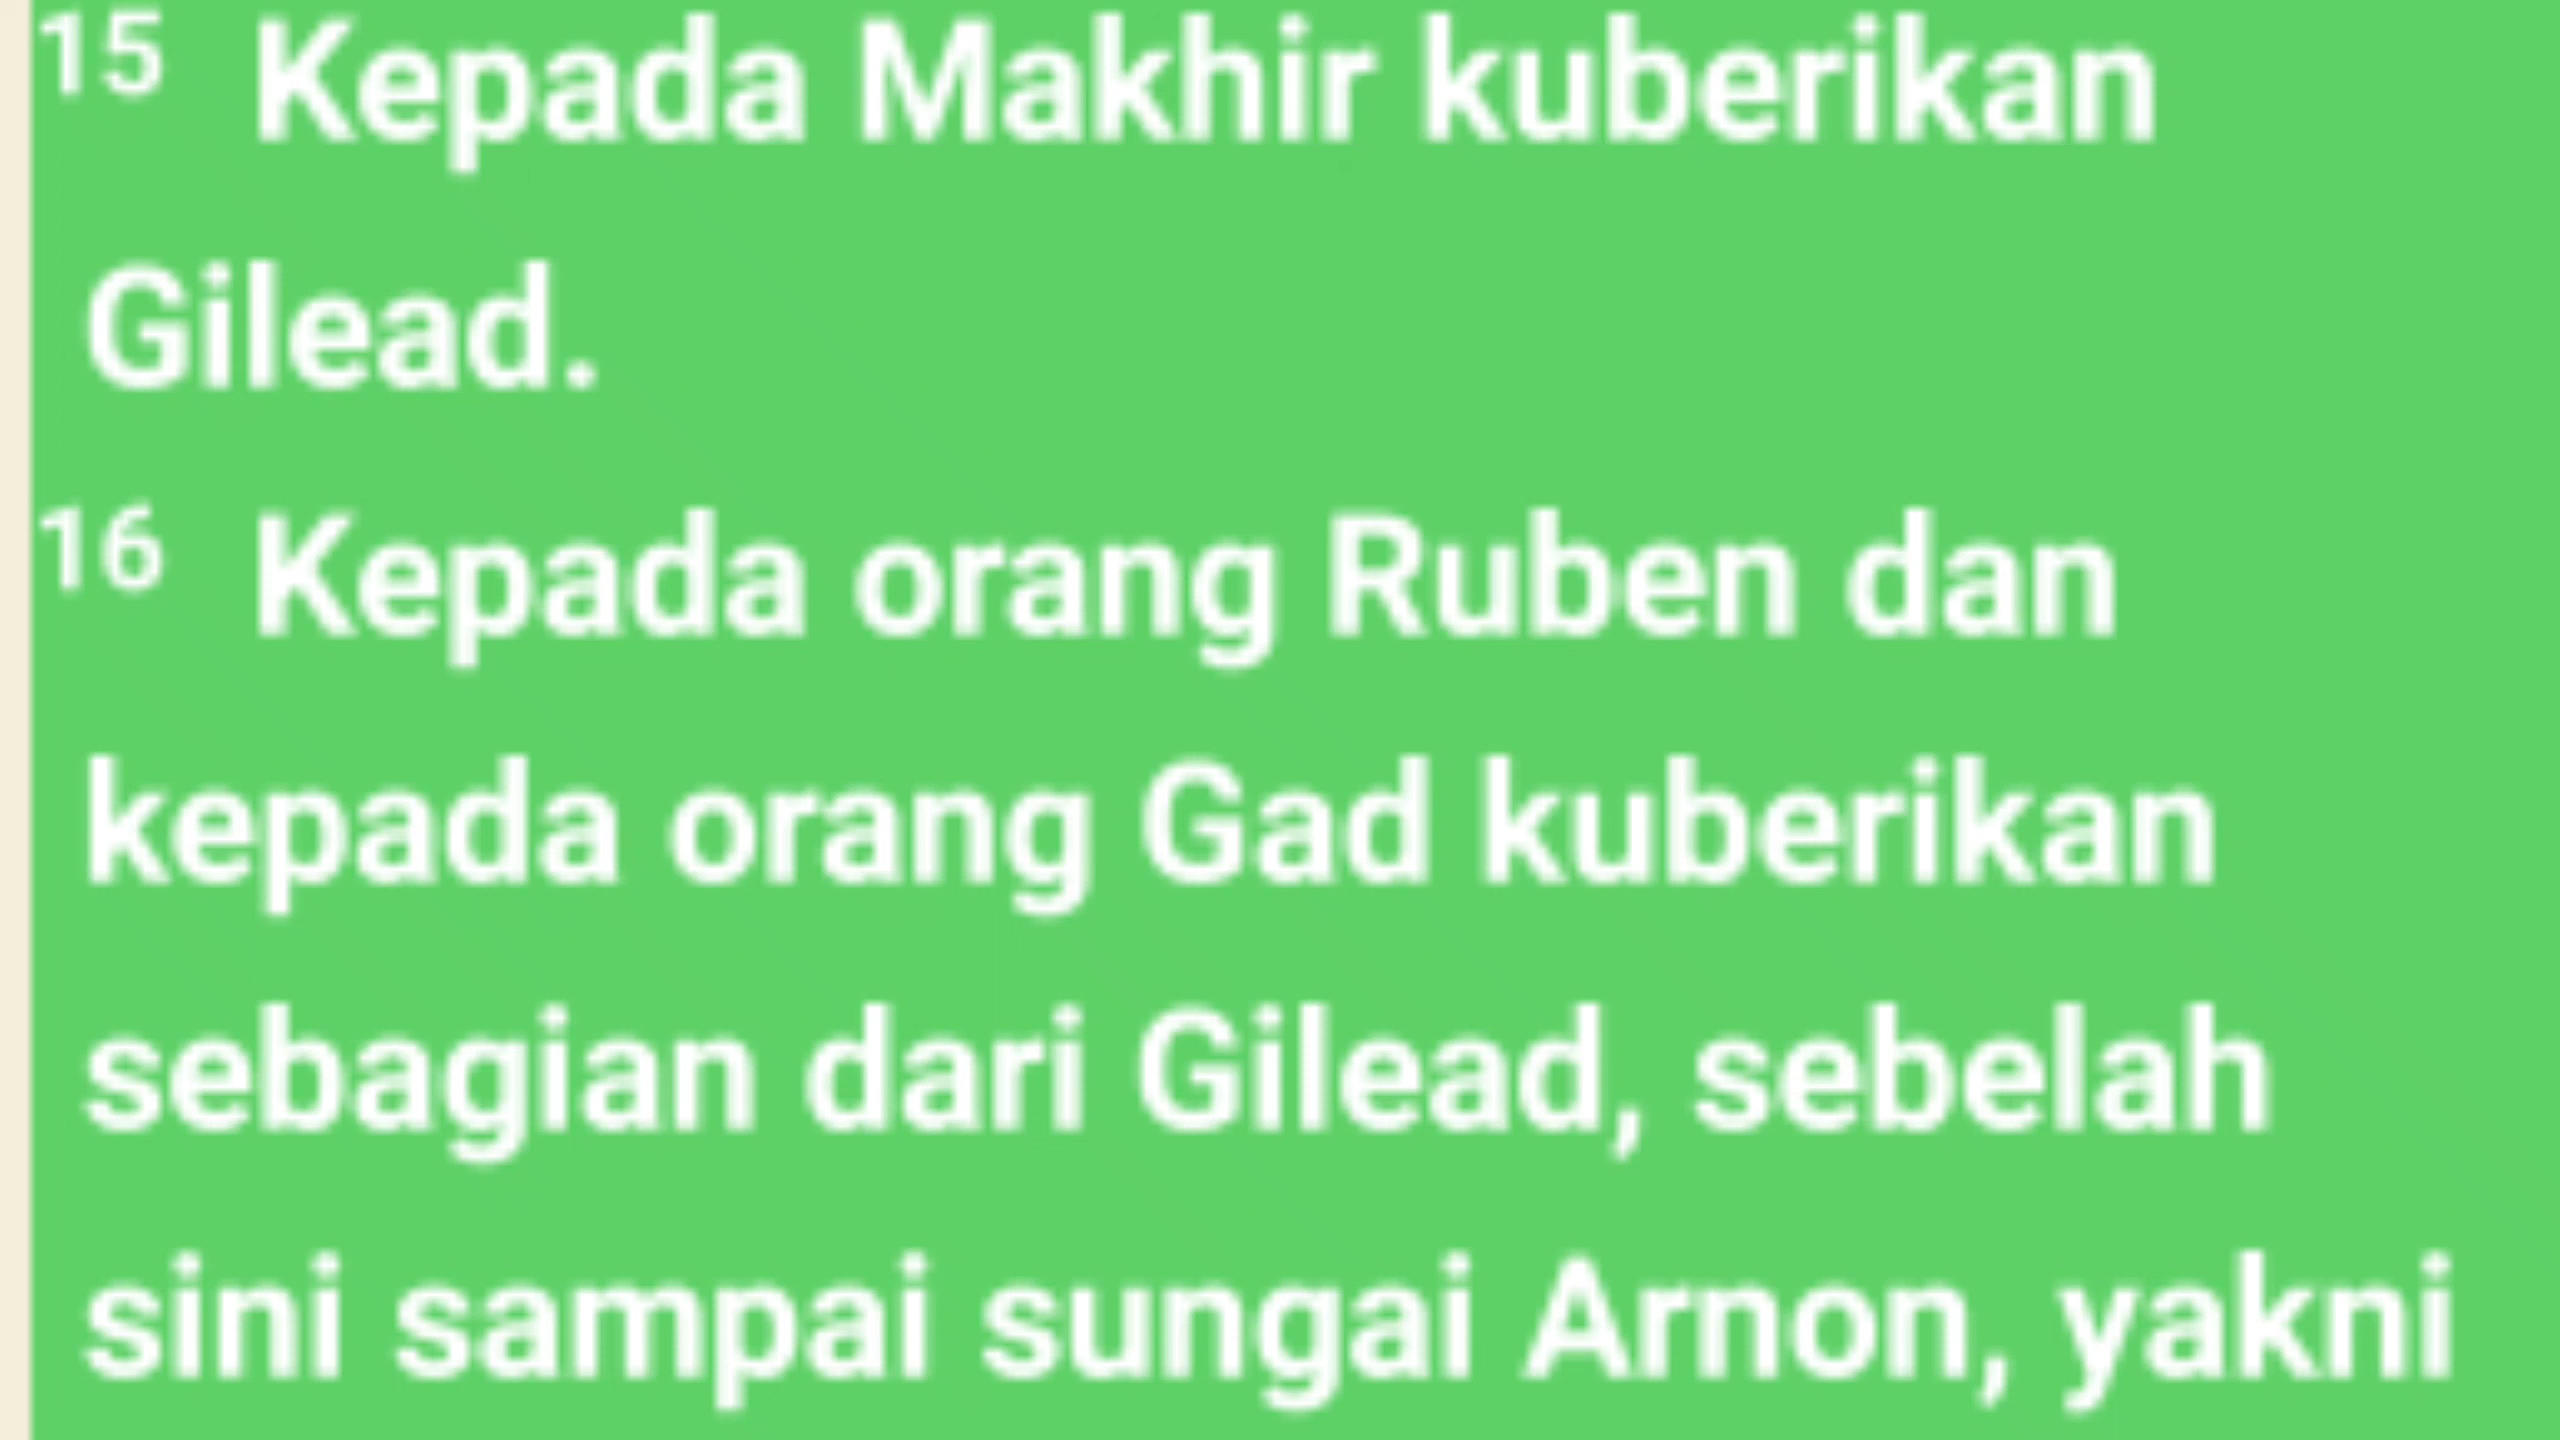 15 Kepada Makhir kuberikan
Gilead.
16 Kepada orang Ruben dan
kepada orang Gad kuberikan
sebagian dari Gilead, sebelah
sini sampai sungai Arnon, yakni